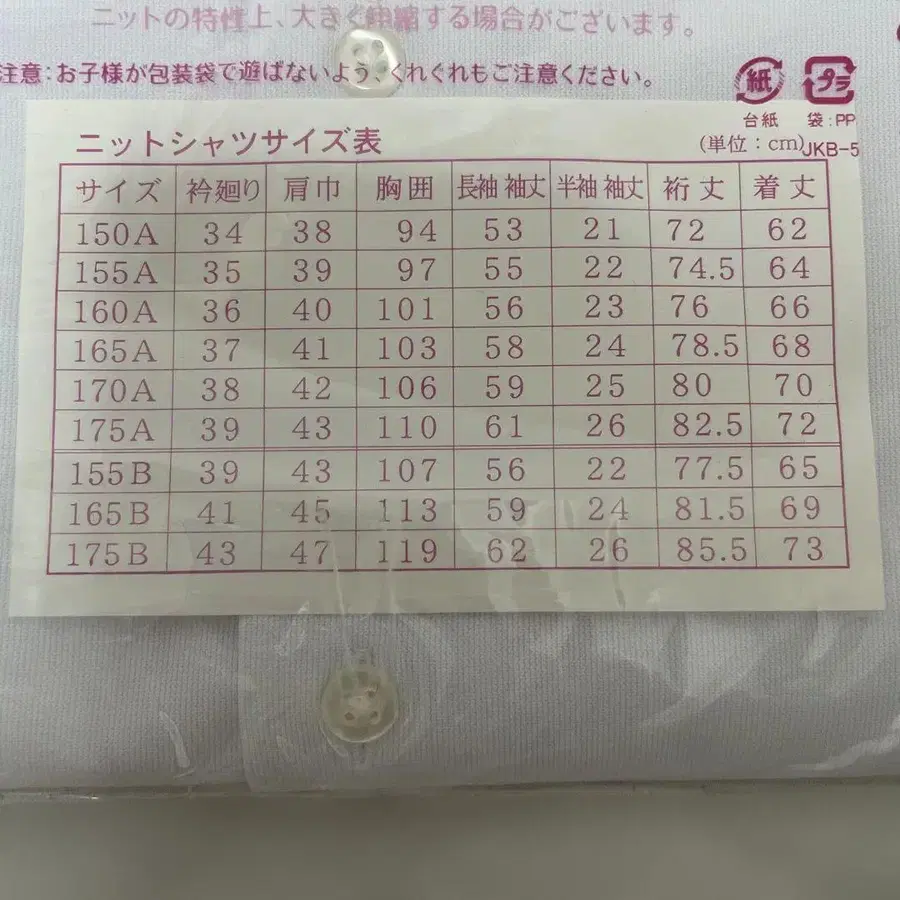 ニットの特性上、大きく伸縮する場合がございます。
注意:お子様が包装袋で遊ばないよう、くれぐれもご注意ください。
紙 プラ
台紙 袋:PP
ニットシャツサイズ表 (単位:cm) JKB-5
サイズ 衿廻り 肩巾 胸囲 長袖 袖丈 半袖 袖丈 裄丈 着丈
150A 34 38 94 53 21 72 62
155A 35 39 97 55 22 74.5 64
160A 36 40 101 56 23 76 66
165A 37 41 103 58 24 78.5 68
170A 38 42 106 59 25 80 70
175A 39 43 110 61 26 82.5 72
155B 39 43 107 56 22 77.5 65
165B 41 45 113 59 24 81.5 69
175B 43 47 119 62 26 85.5 73